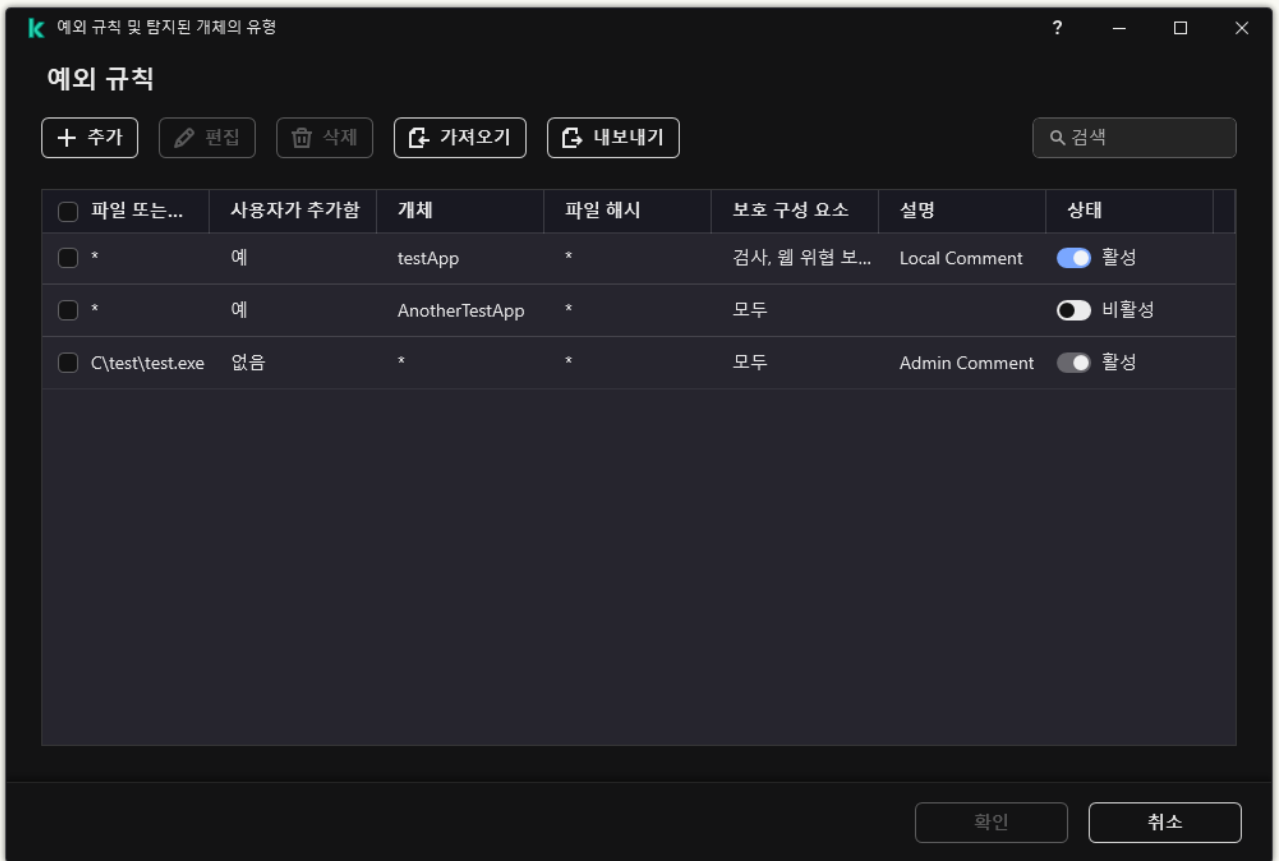 예외 규칙 및 탐지된 개체의 유형 ?
예외 규칙
추가 편집 삭제 가져오기 내보내기 검색
파일 또는... 사용자가 추가함 개체 파일 해시 보호 구성 요소 설명 상태
* 예 testApp * 검사, 웹 위협 보... Local Comment 활성
* 예 AnotherTestApp * 모두 비활성
C\test\test.exe 없음 * * 모두 Admin Comment 활성
확인 취소